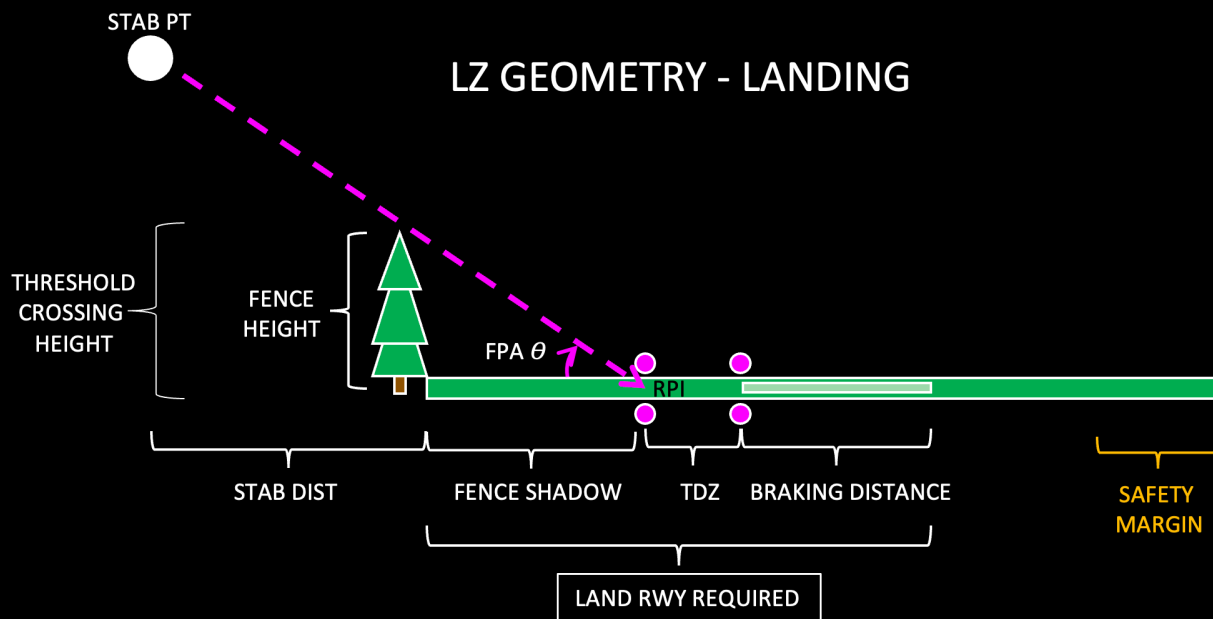 STAB PT
LZ GEOMETRY - LANDING
THRESHOLD
CROSSING
HEIGHT
FENCE
HEIGHT
FPA θ
RPI
STAB DIST
FENCE SHADOW
TDZ
BRAKING DISTANCE
SAFETY
MARGIN
LAND RWY REQUIRED